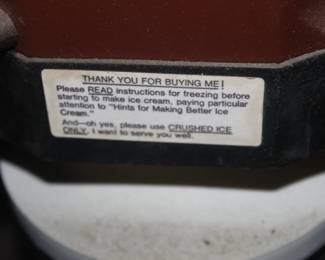 THANK YOU FOR BUYING ME!
Please READ instructions for freezing before
starting to make ice cream, paying particular
attention to "Hints for Making Better Ice
Cream."
And—oh yes, please use CRUSHED ICE
ONLY. I want to serve you well.